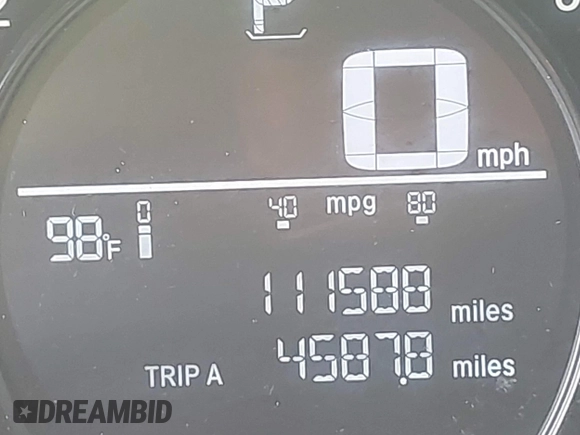 P
0 mph
0 40 mpg 80
98°F
111588 miles
TRIP A 4587.8 miles
DREAMBID